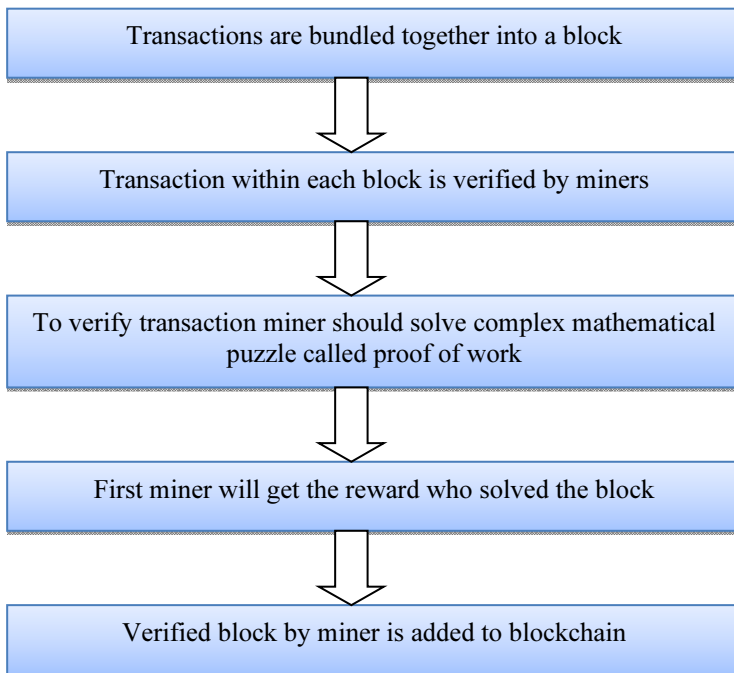 Transactions are bundled together into a block
Transaction within each block is verified by miners
To verify transaction miner should solve complex mathematical
puzzle called proof of work
First miner will get the reward who solved the block
Verified block by miner is added to blockchain